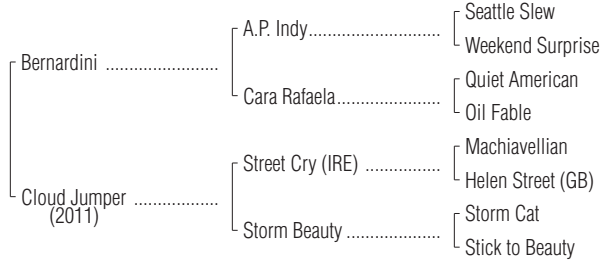 Seattle Slew
A.P. Indy..............................
Weekend Surprise
Bernardini .........................
Quiet American
Cara Rafaela.......................
Oil Fable
Machiavellian
Street Cry (IRE) .................
Helen Street (GB)
Cloud Jumper ...................
(2011)
Storm Cat
Storm Beauty .....................
Stick to Beauty